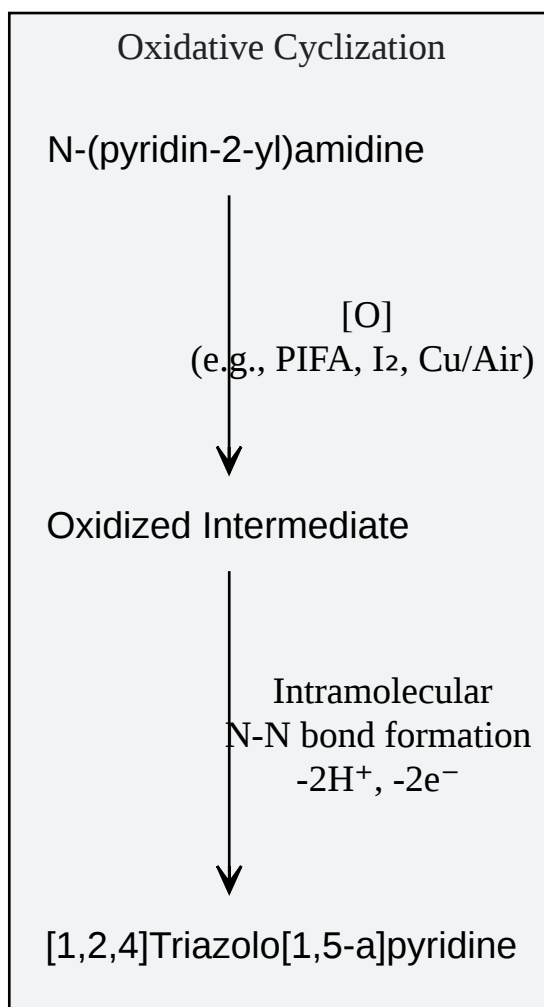 Oxidative Cyclization
N-(pyridin-2-yl)amidine
[O]
(e.g., PIFA, I₂, Cu/Air)
Oxidized Intermediate
Intramolecular
N-N bond formation
-2H⁺, -2e⁻
[1,2,4]Triazolo[1,5-a]pyridine